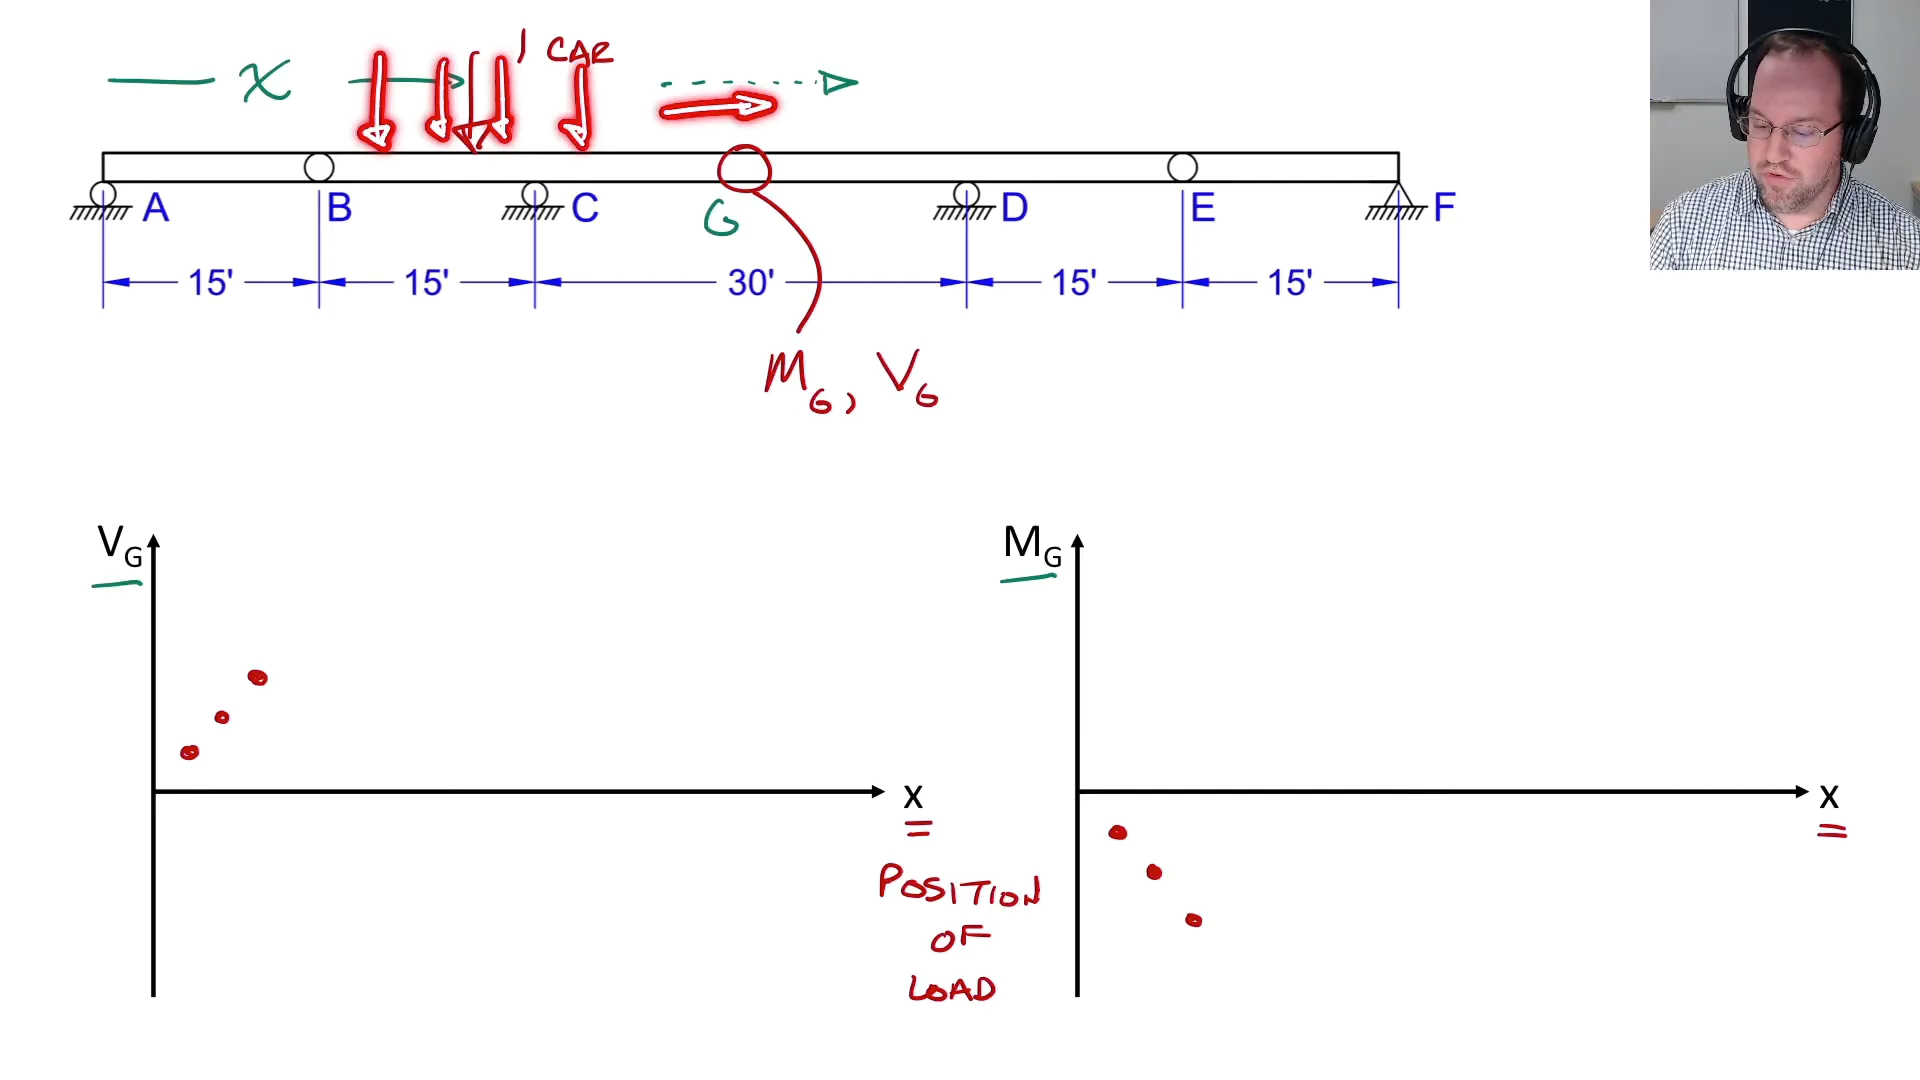 1 CAR
x
A B C G D E F
15' 15' 30' 15' 15'
M_G, V_G
V_G
M_G
x
x
POSITION
OF
LOAD